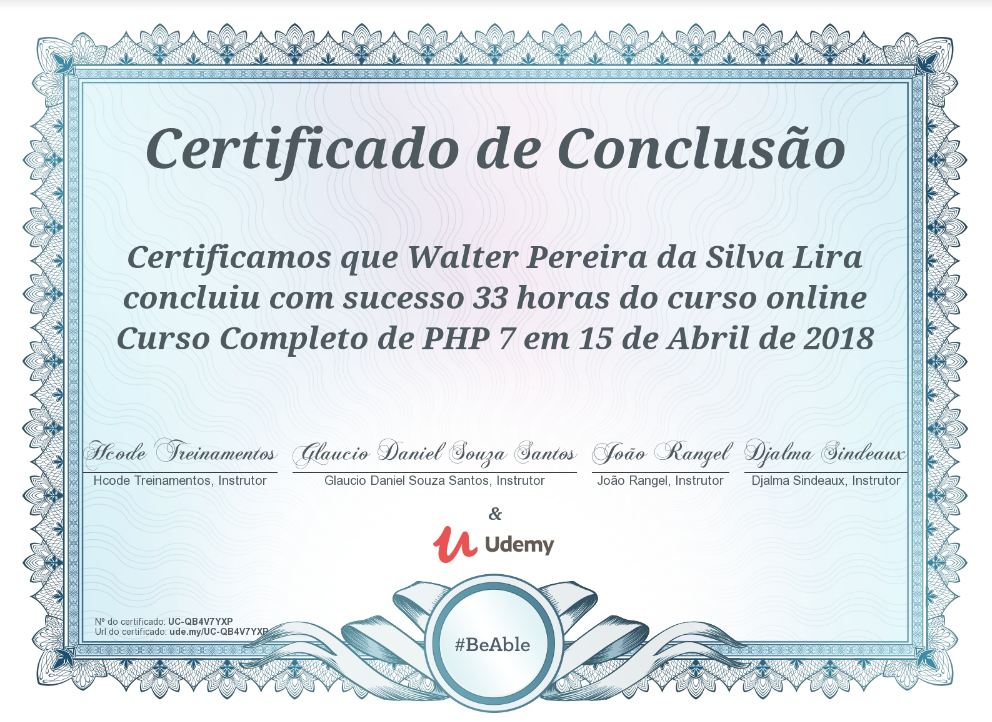 Certificado de Conclusão
Certificamos que Walter Pereira da Silva Lira
concluiu com sucesso 33 horas do curso online
Curso Completo de PHP 7 em 15 de Abril de 2018
Hcode Treinamentos Glaucio Daniel Souza Santos João Rangel Djalma Sindeaux
Hcode Treinamentos, Instrutor Glaucio Daniel Souza Santos, Instrutor João Rangel, Instrutor Djalma Sindeaux, Instrutor
&
Udemy
Nº do certificado: UC-QB4V7YXP
Url do certificado: ude.my/UC-QB4V7YXP
#BeAble